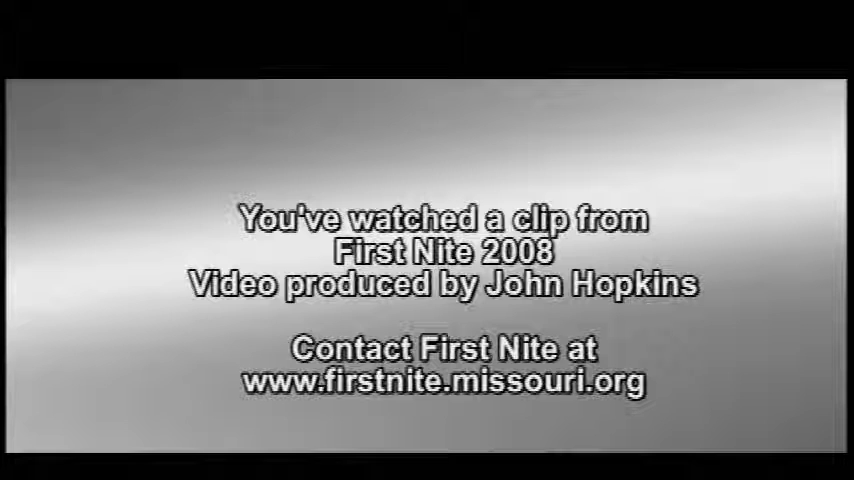 You've watched a clip from
First Nite 2008
Video produced by John Hopkins
Contact First Nite at
www.firstnite.missouri.org